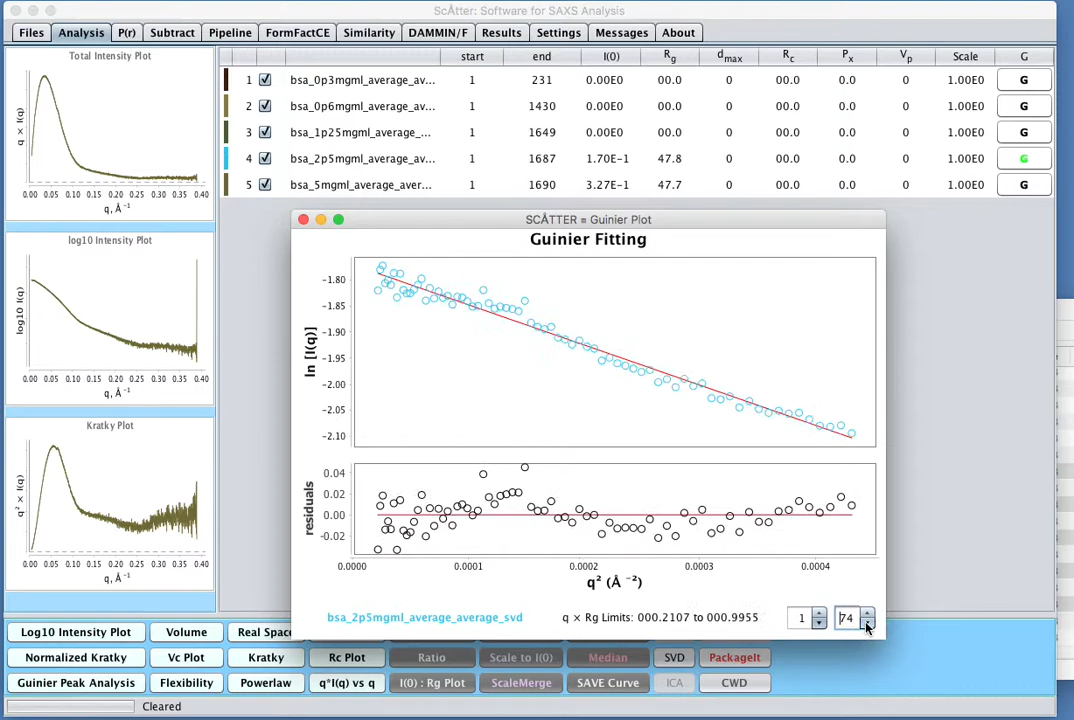 ScÅtter: Software for SAXS Analysis
Files Analysis P(r) Subtract Pipeline FormFactCE Similarity DAMMIN/F Results Settings Messages About
start end I(0) Rg dmax Rc Px Vp Scale G
1 bsa_0p3mgml_average_av... 1 231 0.00E0 00.0 0 00.0 0.0 0 1.00E0 G
2 bsa_0p6mgml_average_av... 1 1430 0.00E0 00.0 0 00.0 0.0 0 1.00E0 G
3 bsa_1p25mgml_average_... 1 1649 0.00E0 00.0 0 00.0 0.0 0 1.00E0 G
4 bsa_2p5mgml_average_av... 1 1687 1.70E-1 47.8 0 00.0 0.0 0 1.00E0 G
5 bsa_5mgml_average_aver... 1 1690 3.27E-1 47.7 0 00.0 0.0 0 1.00E0 G
Total Intensity Plot
q × I(q)
0.00 0.05 0.10 0.15 0.20 0.25 0.30 0.35 0.40
q, Å⁻¹
log10 Intensity Plot
log10 (q)
0.00 0.05 0.10 0.15 0.20 0.25 0.30 0.35 0.40
q, Å⁻¹
Kratky Plot
q² × I(q)
0.00 0.05 0.10 0.15 0.20 0.25 0.30 0.35 0.40
q, Å⁻¹
SCÅTTER ≡ Guinier Plot
Guinier Fitting
ln [I(q)]
−1.80
−1.85
−1.90
−1.95
−2.00
−2.05
−2.10
residuals
0.04
0.02
0.00
−0.02
0.0000 0.0001 0.0002 0.0003 0.0004
q² (Å ⁻²)
bsa_2p5mgml_average_average_svd q × Rg Limits: 000.2107 to 000.9955 1 74
Log10 Intensity Volume Real Space
Normalized Kratky Vc Plot Kratky Rc Plot Ratio Scale to I(0) Median SVD PackageIt
Guinier Peak Analysis Flexibility Powerlaw q*I(q) vs q I(0) : Rg Plot ScaleMerge SAVE Curve ICA CWD
Cleared